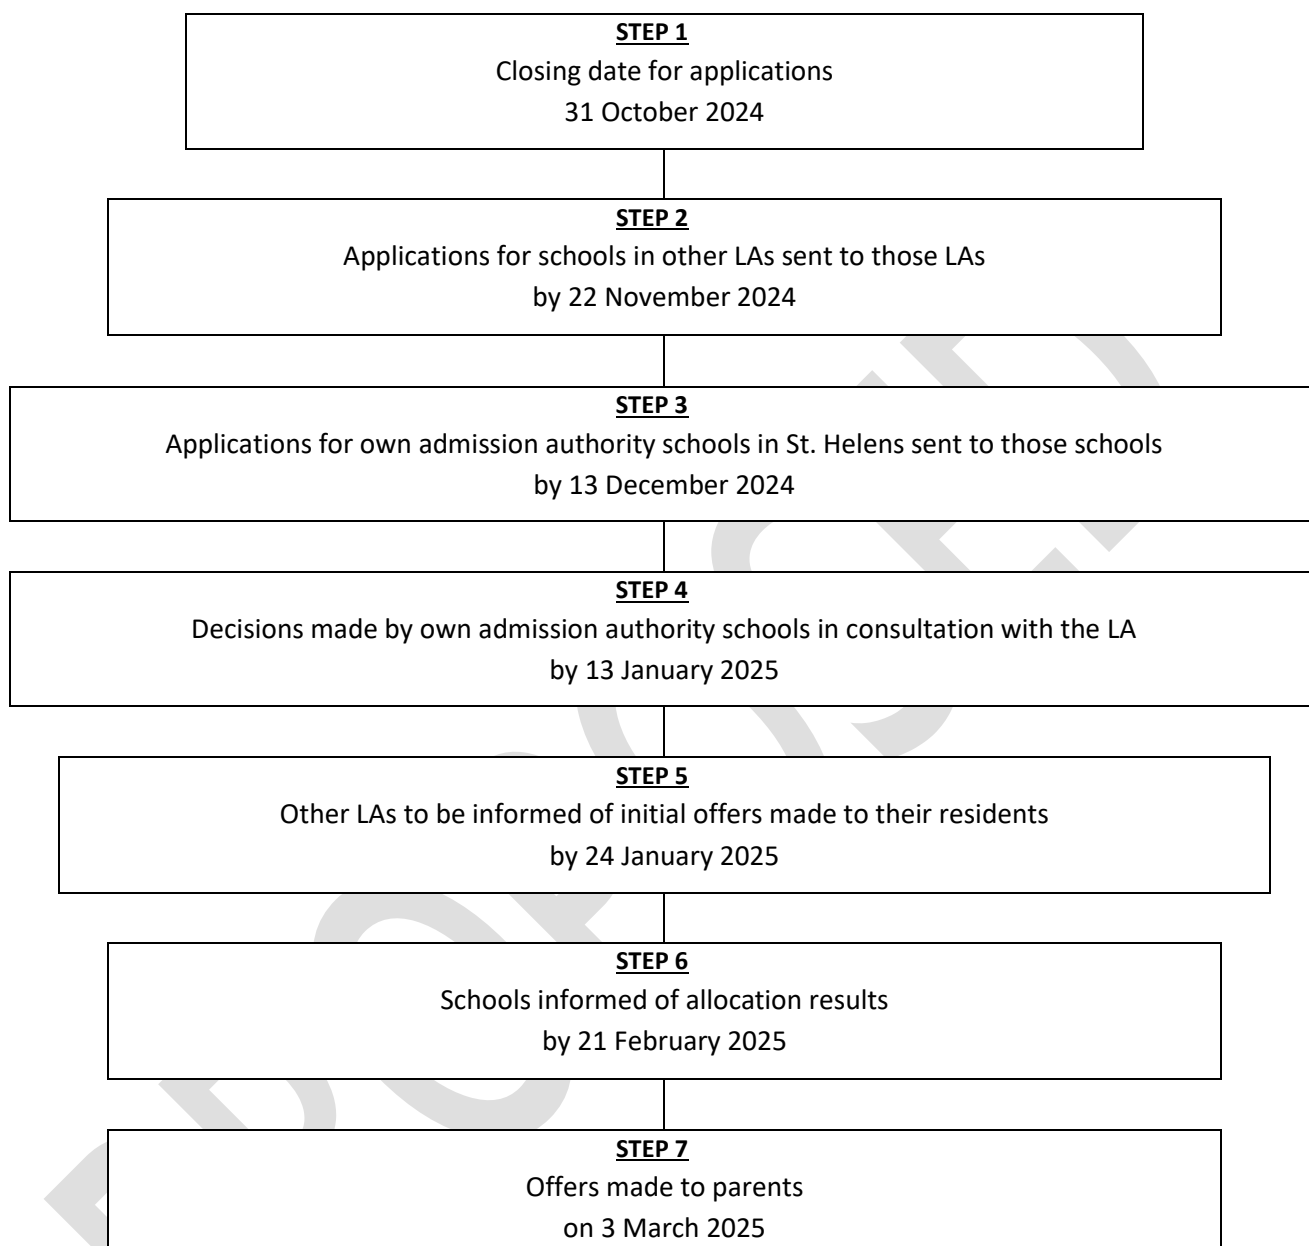 STEP 1
Closing date for applications
31 October 2024
STEP 2
Applications for schools in other LAs sent to those LAs
by 22 November 2024
STEP 3
Applications for own admission authority schools in St. Helens sent to those schools
by 13 December 2024
STEP 4
Decisions made by own admission authority schools in consultation with the LA
by 13 January 2025
STEP 5
Other LAs to be informed of initial offers made to their residents
by 24 January 2025
STEP 6
Schools informed of allocation results
by 21 February 2025
STEP 7
Offers made to parents
on 3 March 2025
PROPOSED